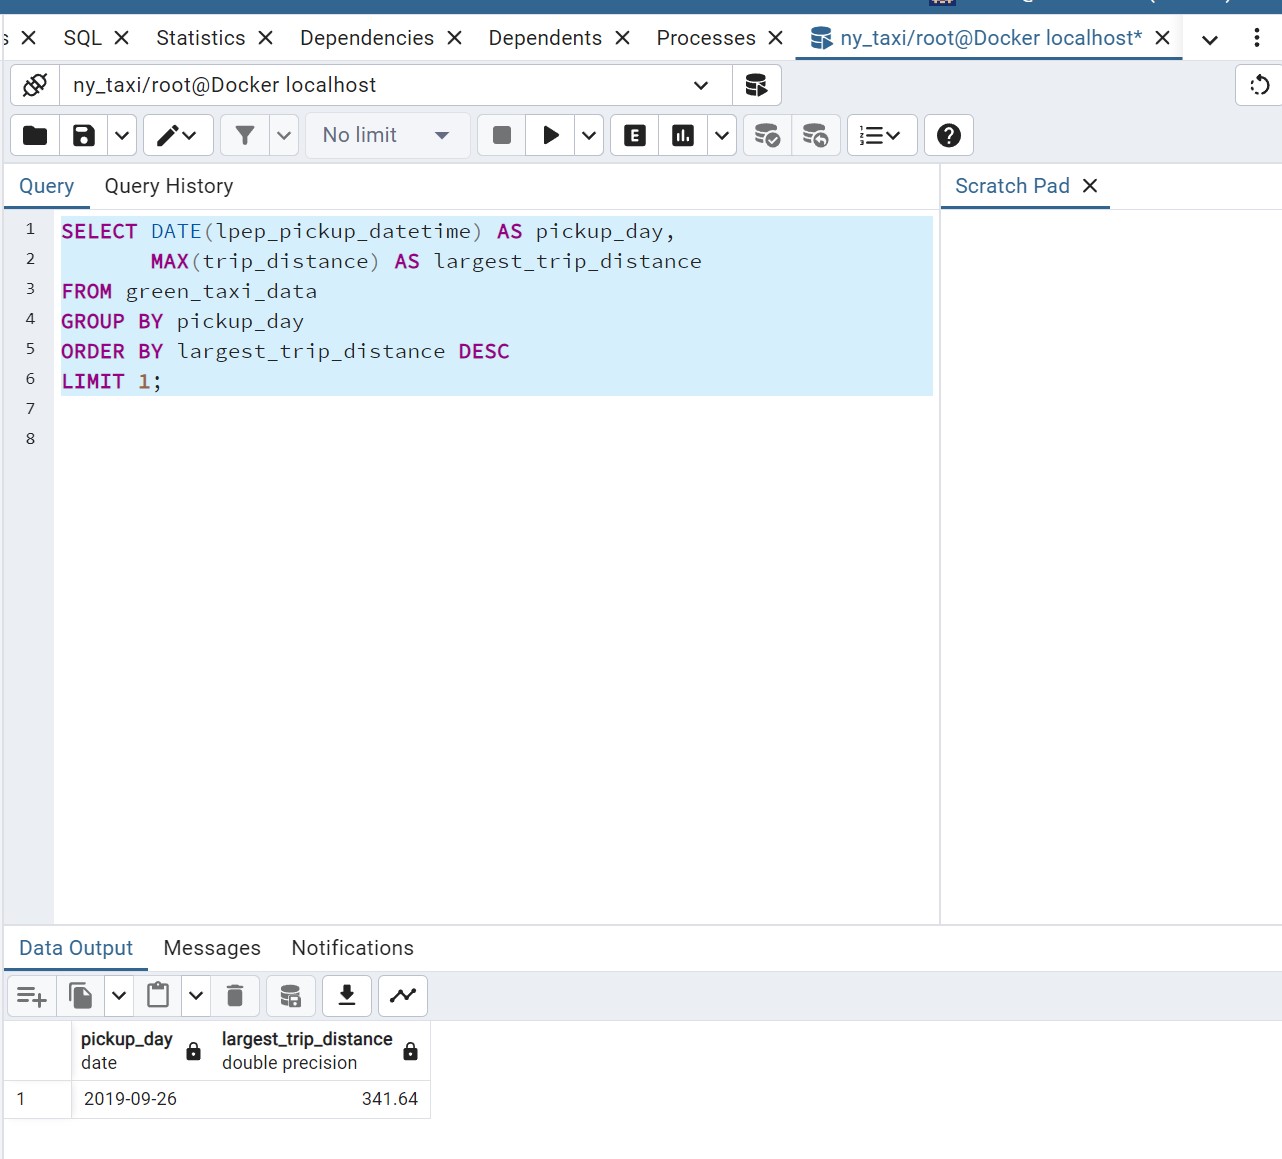 SQL Statistics Dependencies Dependents Processes ny_taxi/root@Docker localhost*
ny_taxi/root@Docker localhost
No limit E
Query Query History Scratch Pad
1 SELECT DATE(lpep_pickup_datetime) AS pickup_day,
2 MAX(trip_distance) AS largest_trip_distance
3 FROM green_taxi_data
4 GROUP BY pickup_day
5 ORDER BY largest_trip_distance DESC
6 LIMIT 1;
7
8
Data Output Messages Notifications
pickup_day largest_trip_distance
date double precision
1 2019-09-26 341.64